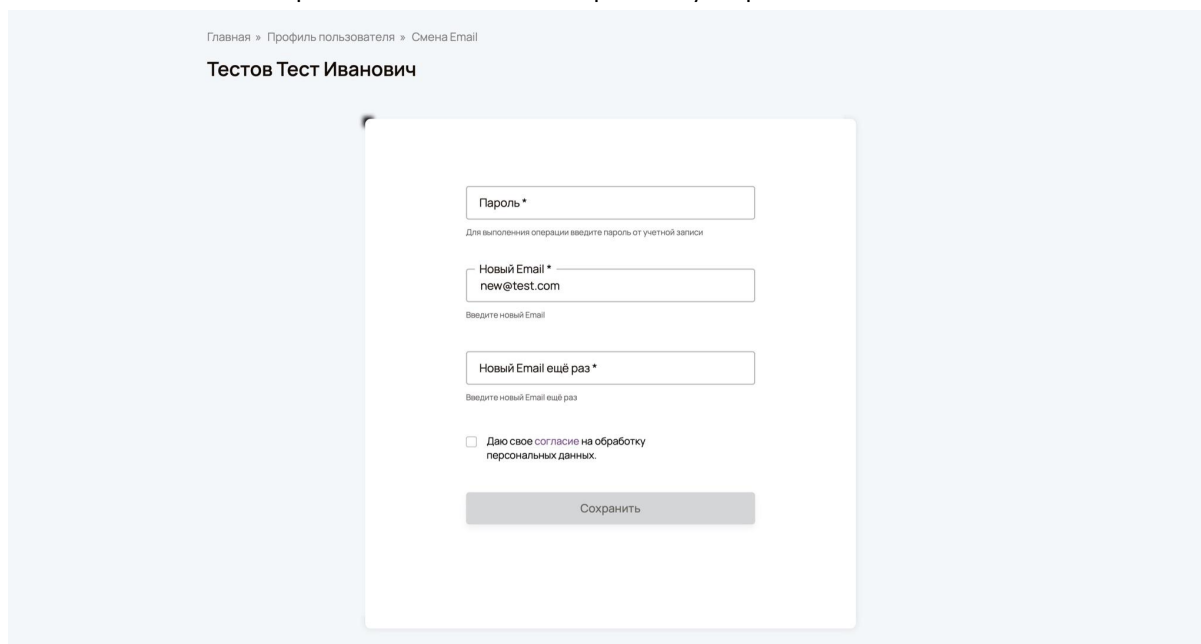 Главная » Профиль пользователя » Смена Email
Тестов Тест Иванович
Пароль *
Для выполенния операции введите пароль от учетной записи
Новый Email *
new@test.com
Введите новый Email
Новый Email ещё раз *
Введите новый Email ещё раз
Даю свое согласие на обработку
персональных данных.
Сохранить